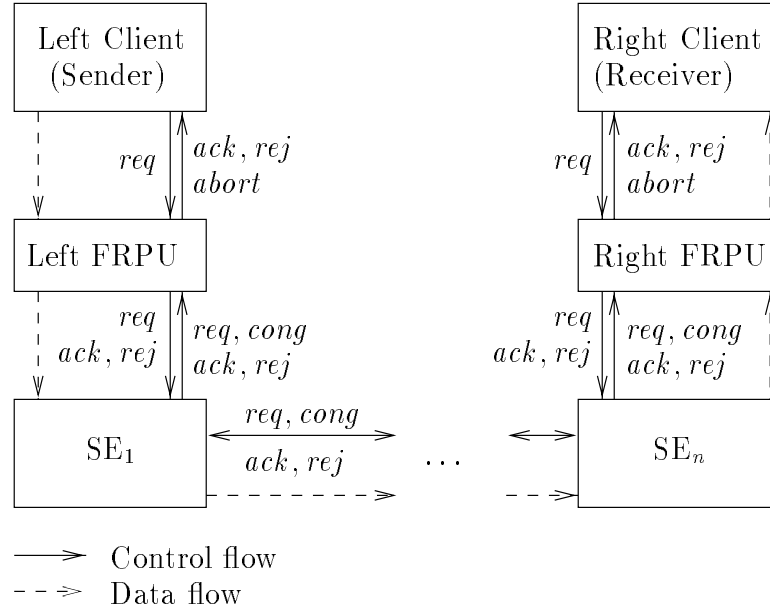 Left Client
(Sender)
Right Client
(Receiver)
req
ack, rej
abort
req
ack, rej
abort
Left FRPU
Right FRPU
req
ack, rej
req, cong
ack, rej
req
ack, rej
req, cong
ack, rej
SE1
req, cong
ack, rej
...
SEn
Control flow
Data flow